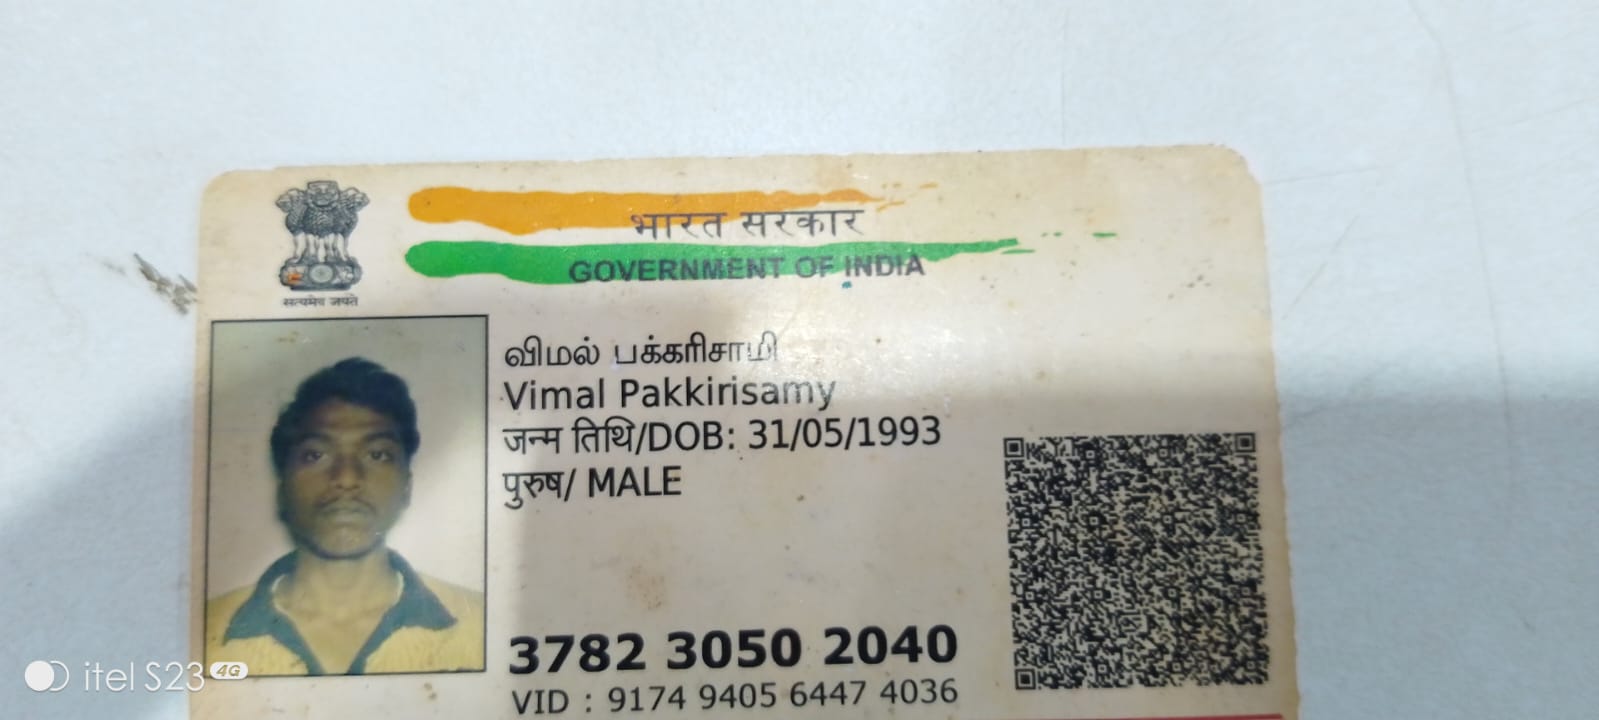 भारत सरकार
GOVERNMENT OF INDIA
सत्यमेव जयते
விமல் பக்கரிசாமி
Vimal Pakkirisamy
जन्म तिथि/DOB: 31/05/1993
पुरुष/ MALE
3782 3050 2040
VID : 9174 9405 6447 4036
itel S23 4G